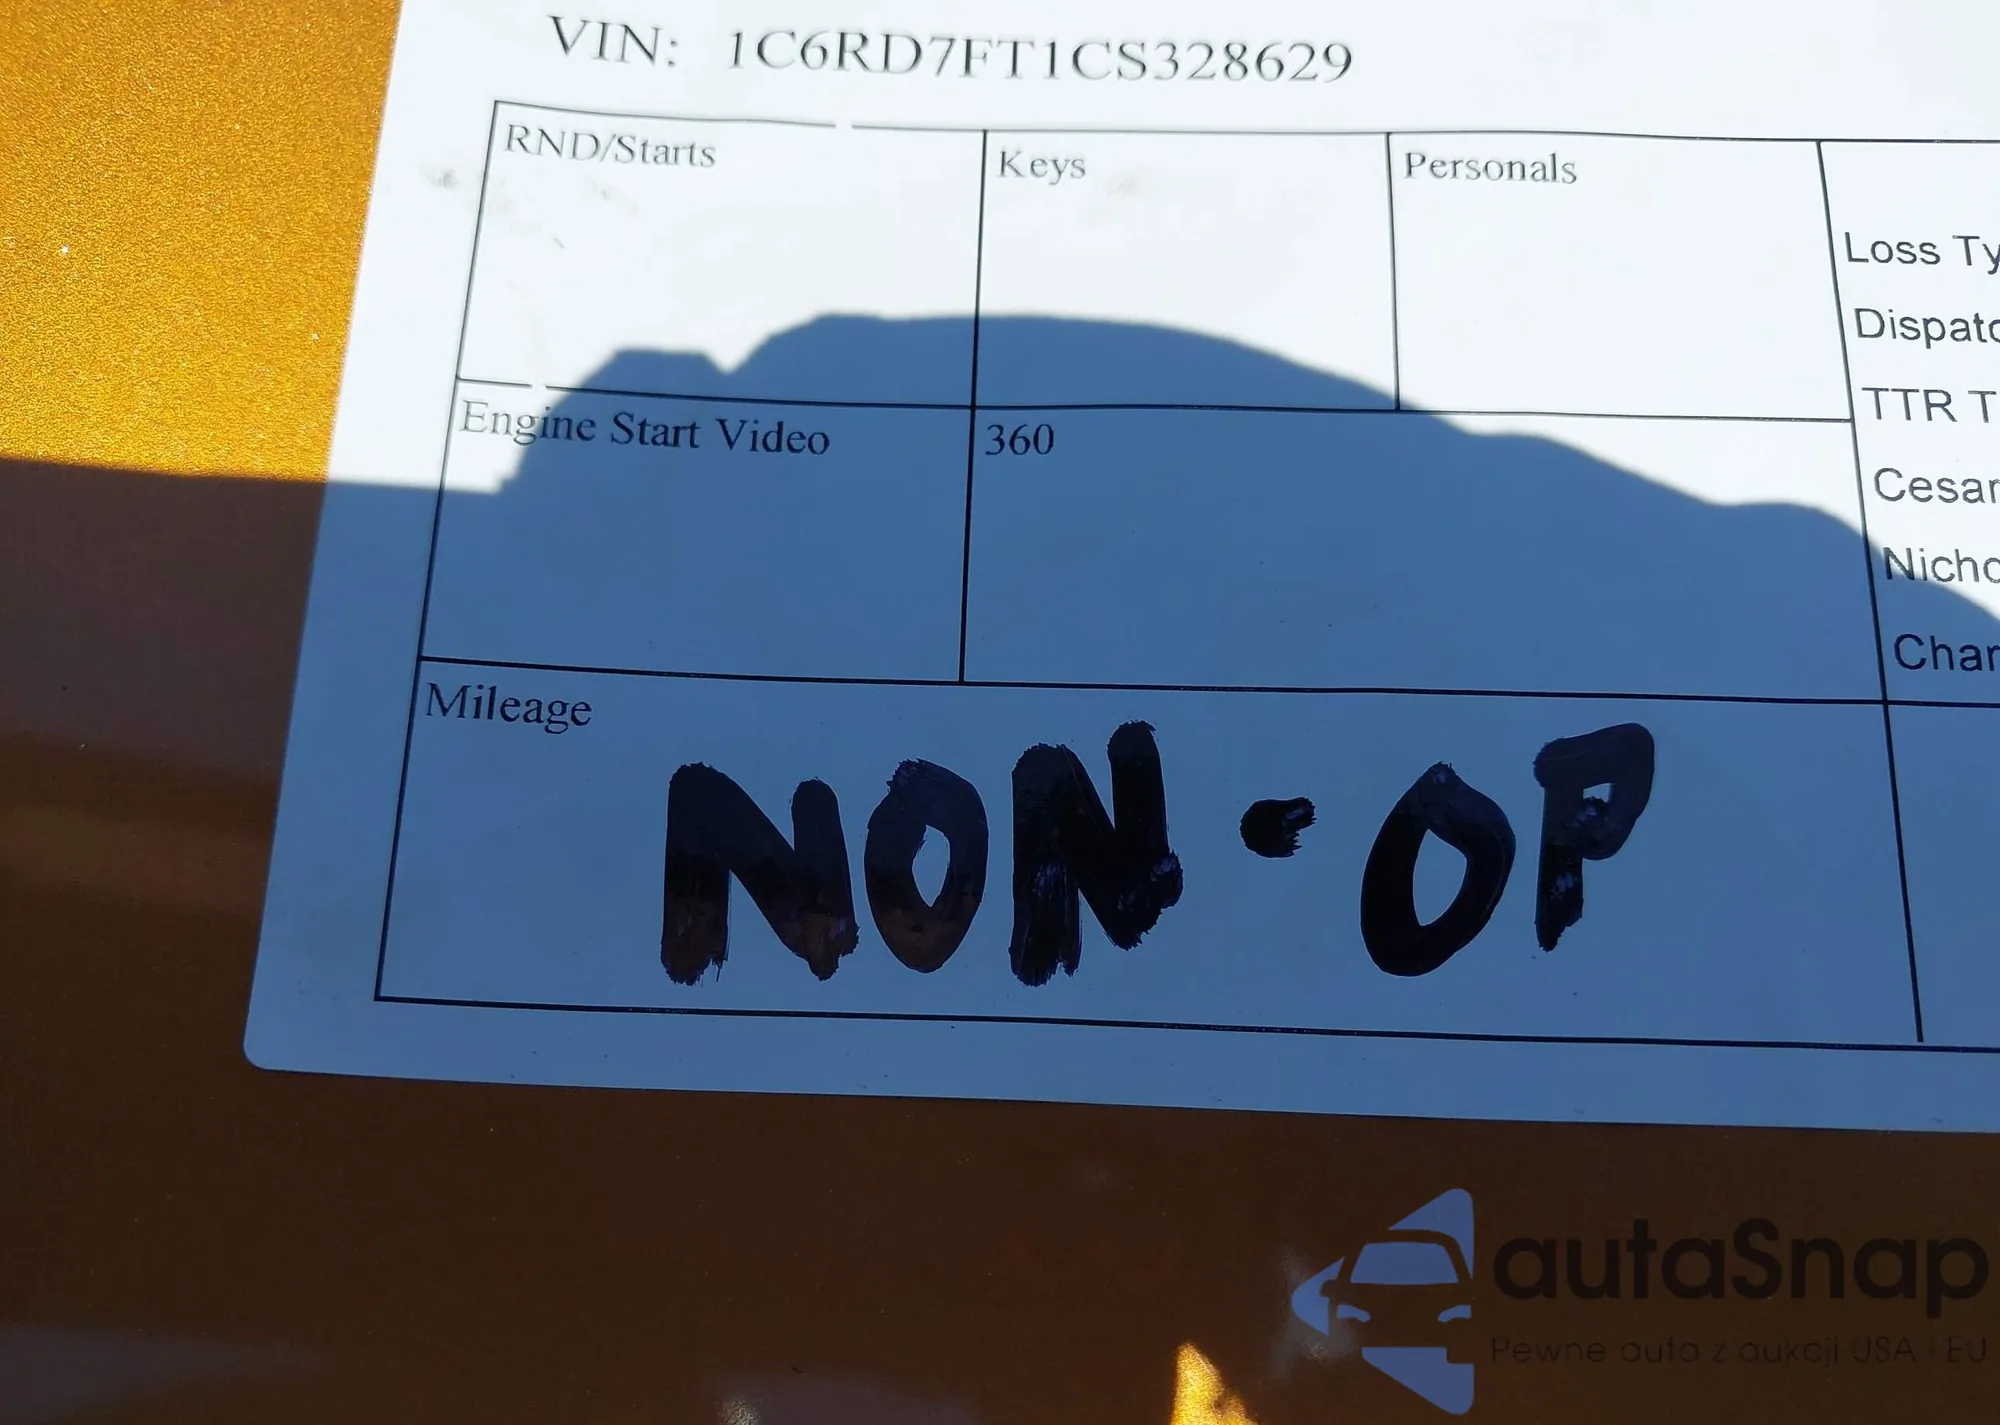 VIN: 1C6RD7FT1CS328629
RND/Starts
Keys
Personals
Engine Start Video
360
Mileage
NON-OP
Loss Ty
Dispatc
TTR T
Cesar
Nicho
Char
autaSnap
Pewne auta z aukcji USA i EU